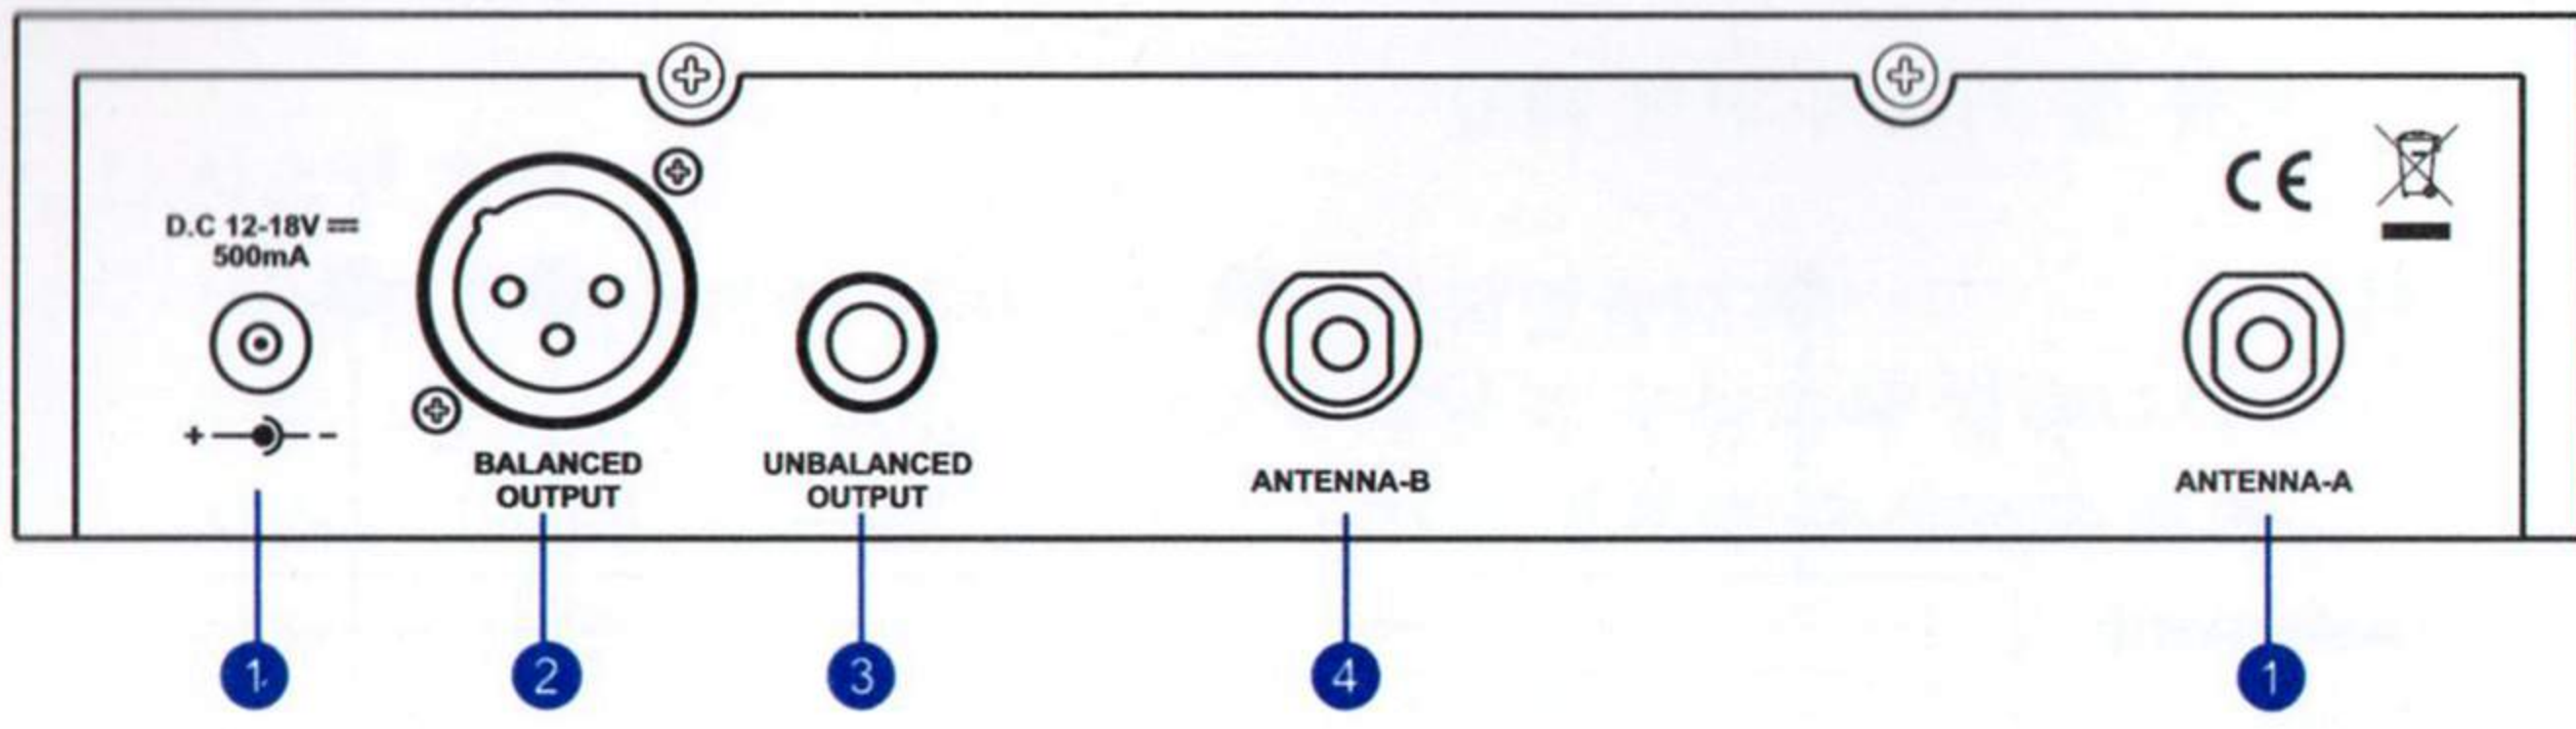 D.C 12-18V ⎓
500mA
+ -
BALANCED
OUTPUT
UNBALANCED
OUTPUT
ANTENNA-B
ANTENNA-A
CE
1
2
3
4
1